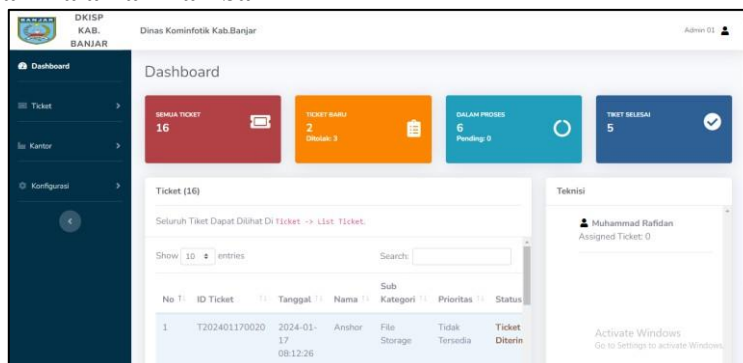 DKISP
KAB.
BANJAR
Dinas Kominfotik Kab.Banjar
Admin 01
Dashboard
Ticket
Kantor
Konfigurasi
Dashboard
SEMUA TICKET
16
TICKET BARU
2
Ditolak: 3
DALAM PROSES
6
Pending: 0
TIKET SELESAI
5
Ticket (16)
Seluruh Tiket Dapat Dilihat Di Ticket -> List Ticket.
Show 10 entries
Search:
No ID Ticket Tanggal Nama Sub Kategori Prioritas Status
1 T202401170020 2024-01-17 08:12:26 Anshor File Storage Tidak Tersedia Ticket Diterin
Teknisi
Muhammad Rafidan
Assigned Ticket: 0
Activate Windows
Go to Settings to activate Windows.